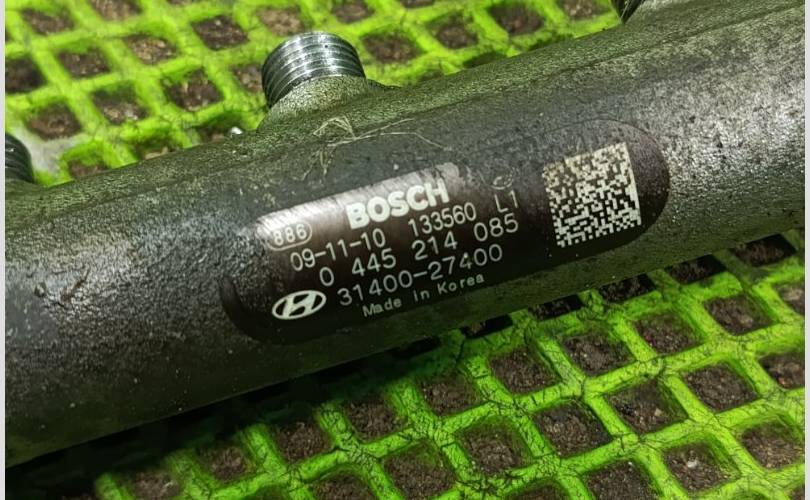 BOSCH
886
09-11-10 133560 L1
0 445 214 085
31400-27400
Made in Korea